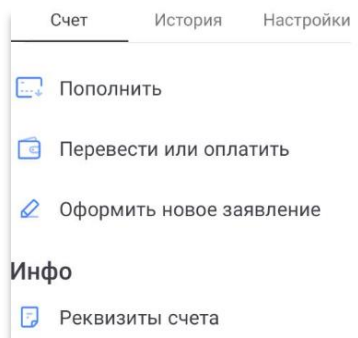 Счет История Настройки
Пополнить
Перевести или оплатить
Оформить новое заявление
Инфо
Реквизиты счета